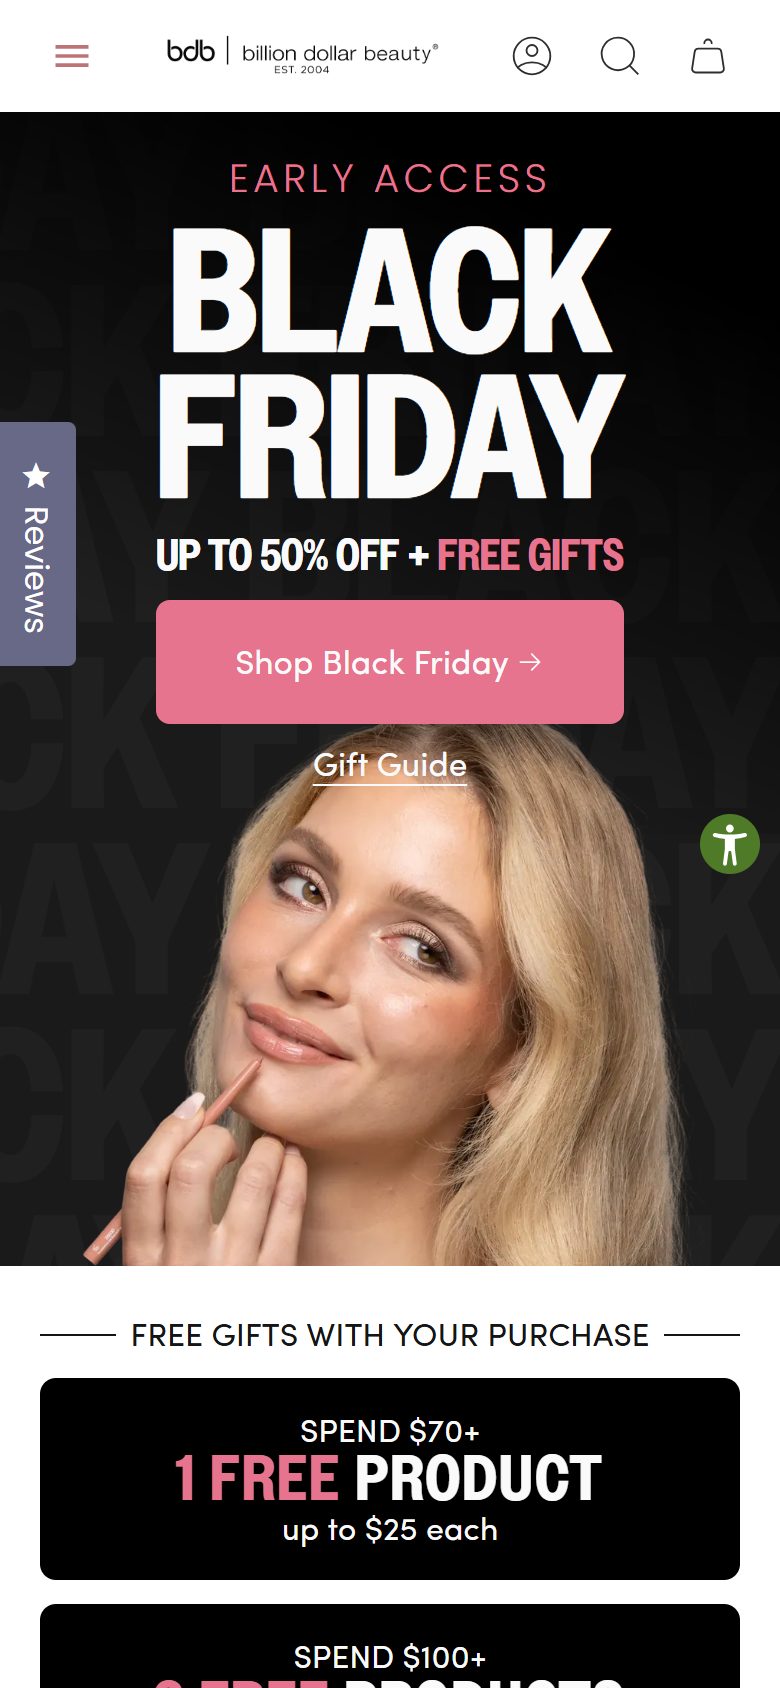 bdb | billion dollar beauty®
EST. 2004
EARLY ACCESS
BLACK
FRIDAY
UP TO 50% OFF + FREE GIFTS
Shop Black Friday →
Gift Guide
★ Reviews
FREE GIFTS WITH YOUR PURCHASE
SPEND $70+
1 FREE PRODUCT
up to $25 each
SPEND $100+
FREE PRODUCTS